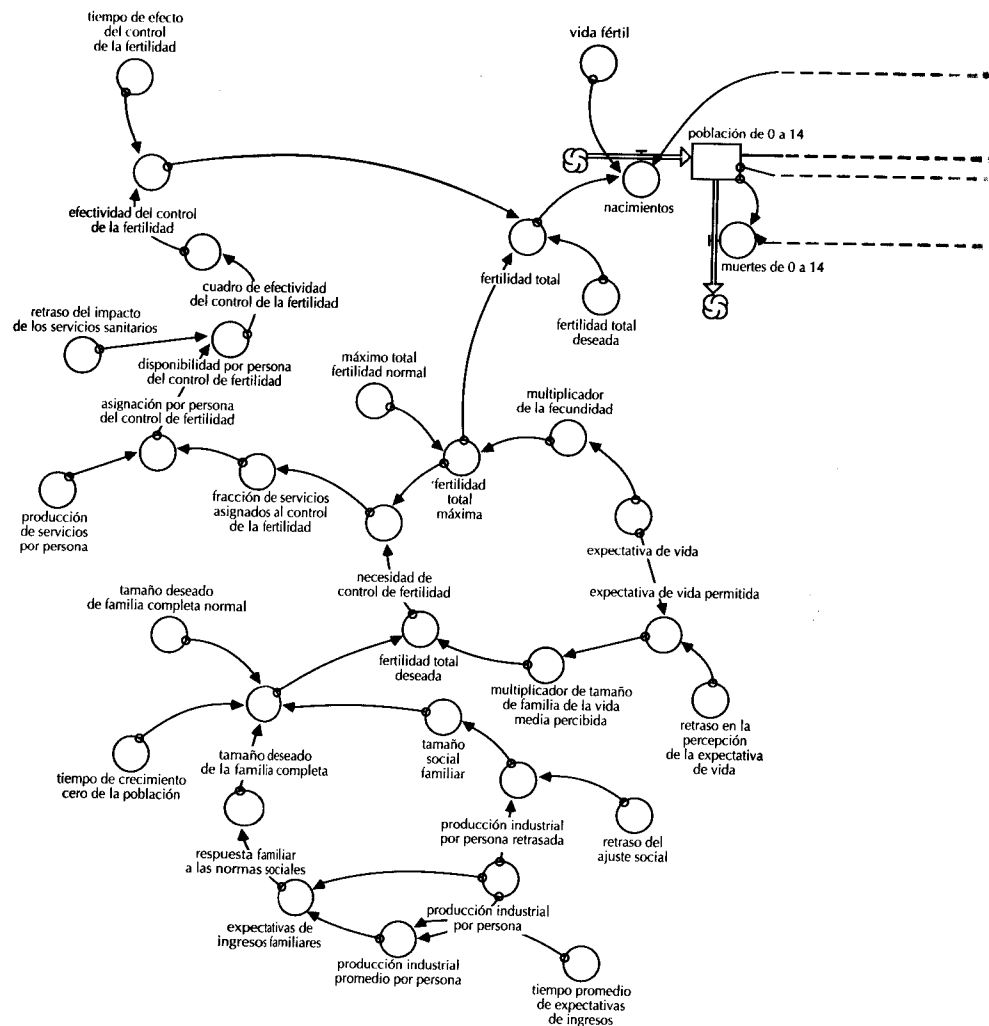 tiempo de efecto
del control
de la fertilidad
vida fértil
población de 0 a 14
nacimientos
muertes de 0 a 14
efectividad del control
de la fertilidad
fertilidad total
cuadro de efectividad
del control de la fertilidad
fertilidad total
deseada
retraso del impacto
de los servicios sanitarios
disponibilidad por persona
del control de fertilidad
máximo total
fertilidad normal
multiplicador
de la fecundidad
asignación por persona
del control de fertilidad
fertilidad
total
máxima
fracción de servicios
asignados al control
de la fertilidad
producción
de servicios
por persona
expectativa de vida
necesidad de
control de fertilidad
expectativa de vida permitida
tamaño deseado
de familia completa normal
fertilidad total
deseada
multiplicador de tamaño
de familia de la vida
media percibida
retraso en la
percepción
de la expectativa
de vida
tiempo de crecimiento
cero de la población
tamaño deseado
de la familia completa
tamaño
social
familiar
producción industrial
por persona retrasada
retraso del
ajuste social
respuesta familiar
a las normas sociales
expectativas de
ingresos familiares
producción industrial
por persona
producción industrial
promedio por persona
tiempo promedio
de expectativas
de ingresos